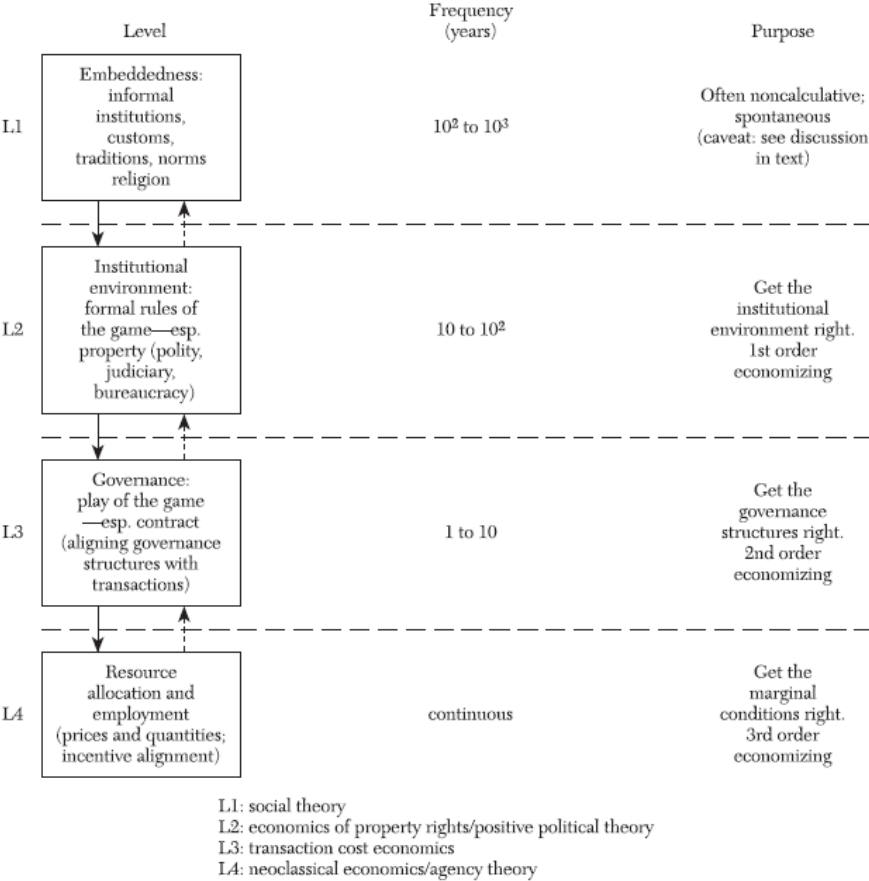 Level
Frequency
(years)
Purpose
L1
Embeddedness:
informal
institutions,
customs,
traditions, norms
religion
10² to 10³
Often noncalculative;
spontaneous
(caveat: see discussion
in text)
L2
Institutional
environment:
formal rules of
the game—esp.
property (polity,
judiciary,
bureaucracy)
10 to 10²
Get the
institutional
environment right.
1st order
economizing
L3
Governance:
play of the game
—esp. contract
(aligning governance
structures with
transactions)
1 to 10
Get the
governance
structures right.
2nd order
economizing
L4
Resource
allocation and
employment
(prices and quantities;
incentive alignment)
continuous
Get the
marginal
conditions right.
3rd order
economizing
L1: social theory
L2: economics of property rights/positive political theory
L3: transaction cost economics
L4: neoclassical economics/agency theory